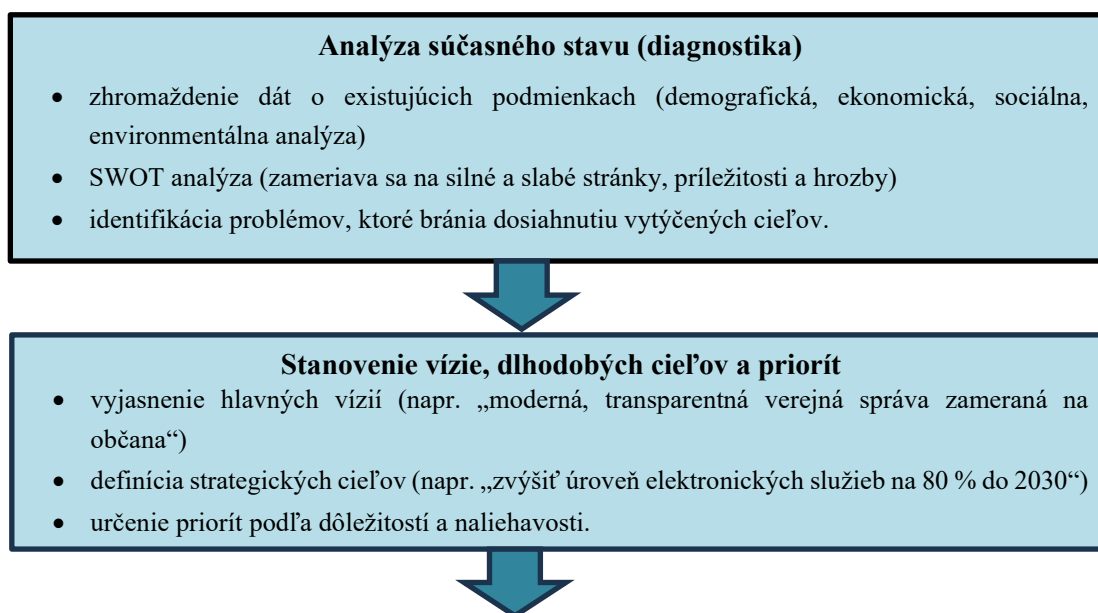 Analýza súčasného stavu (diagnostika)
• zhromaždenie dát o existujúcich podmienkach (demografická, ekonomická, sociálna,
environmentálna analýza)
• SWOT analýza (zameriava sa na silné a slabé stránky, príležitosti a hrozby)
• identifikácia problémov, ktoré bránia dosiahnutiu vytýčených cieľov.
Stanovenie vízie, dlhodobých cieľov a priorít
• vyjasnenie hlavných vízií (napr. „moderná, transparentná verejná správa zameraná na
občana“)
• definícia strategických cieľov (napr. „zvýšiť úroveň elektronických služieb na 80 % do 2030“)
• určenie priorít podľa dôležitostí a naliehavosti.